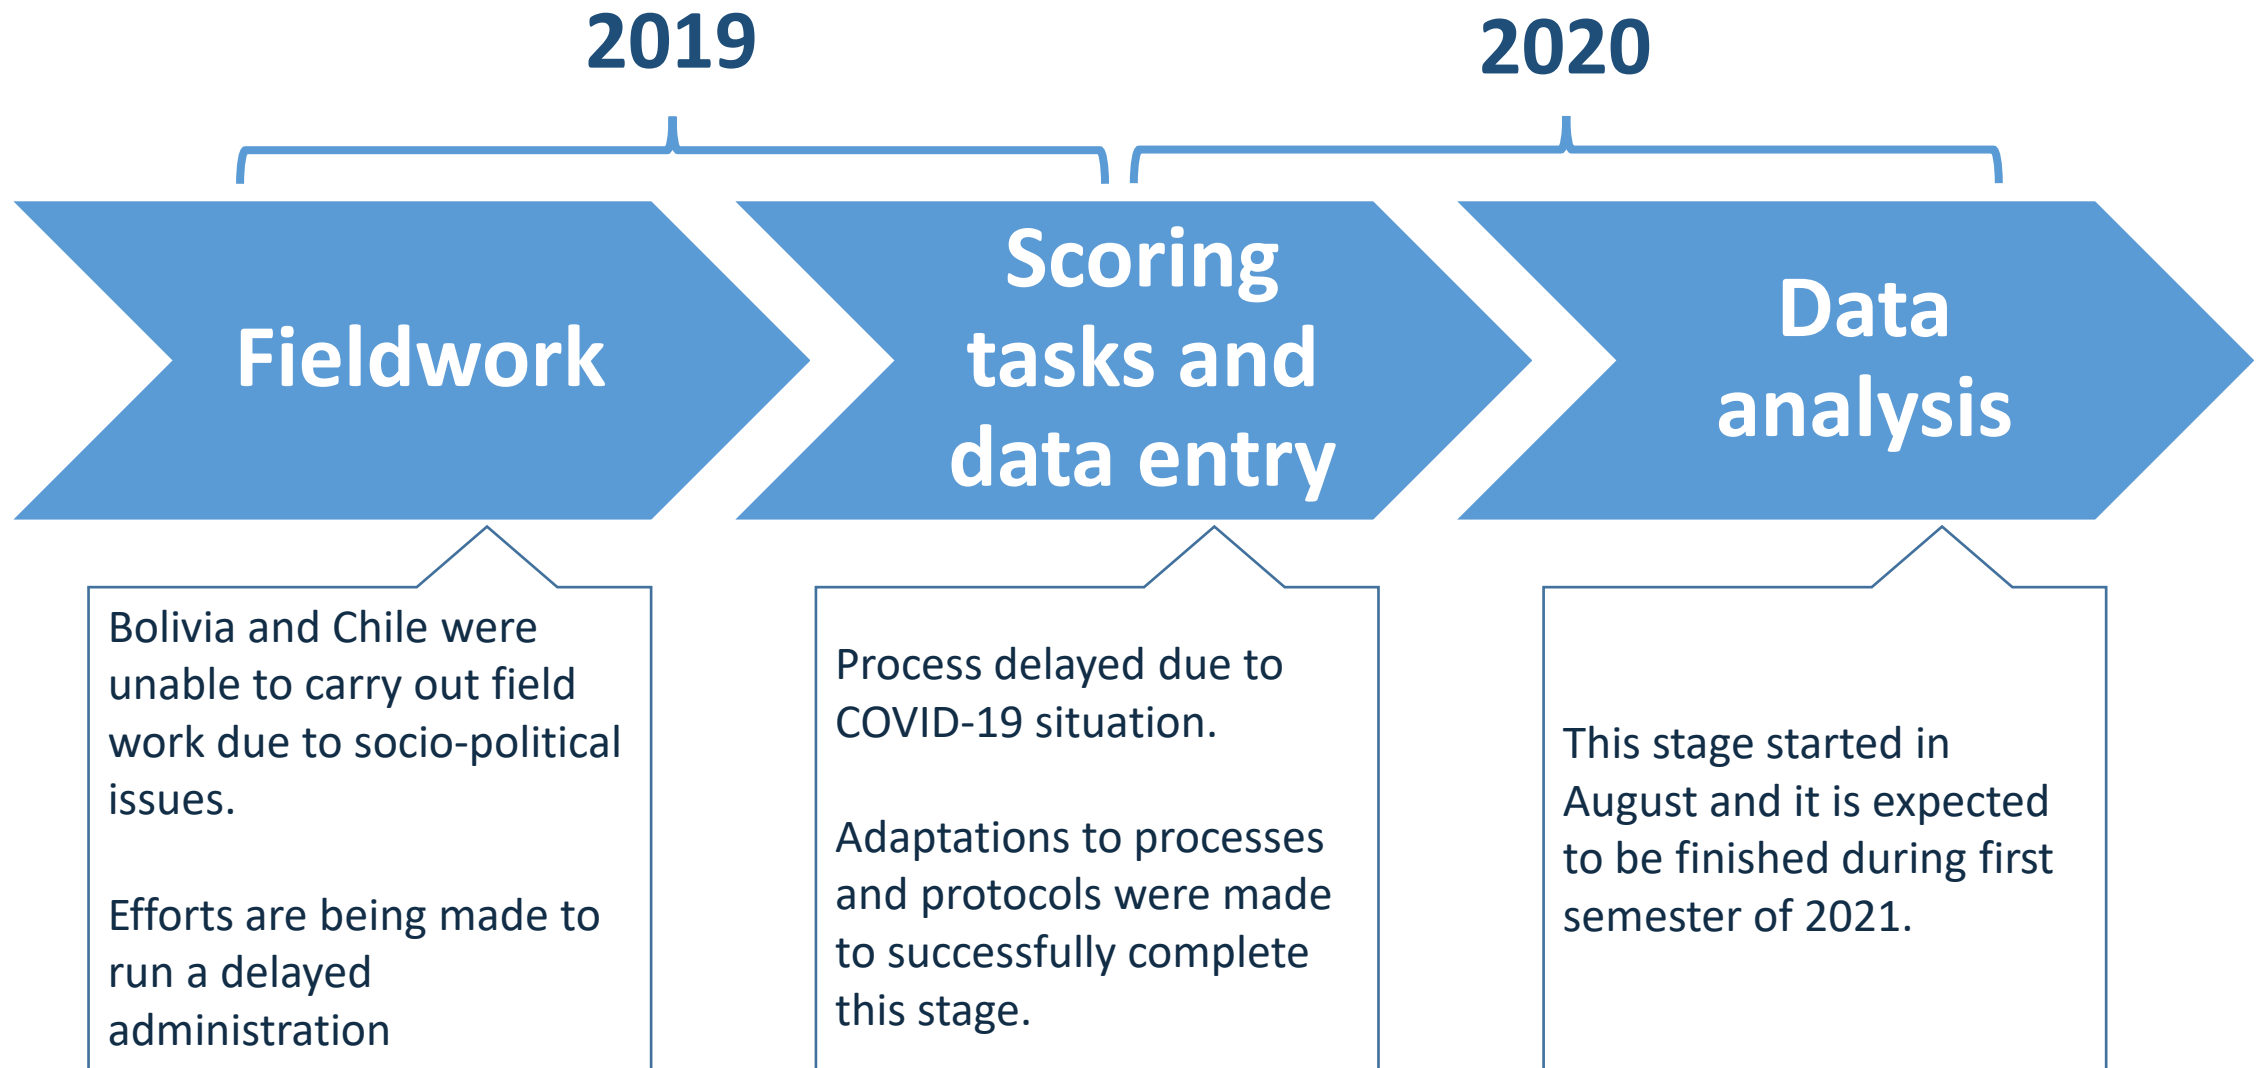 2019
2020
Fieldwork
Scoring
tasks and
data entry
Data
analysis
Bolivia and Chile were
unable to carry out field
work due to socio-political
issues.
Efforts are being made to
run a delayed
administration
Process delayed due to
COVID-19 situation.
Adaptations to processes
and protocols were made
to successfully complete
this stage.
This stage started in
August and it is expected
to be finished during first
semester of 2021.